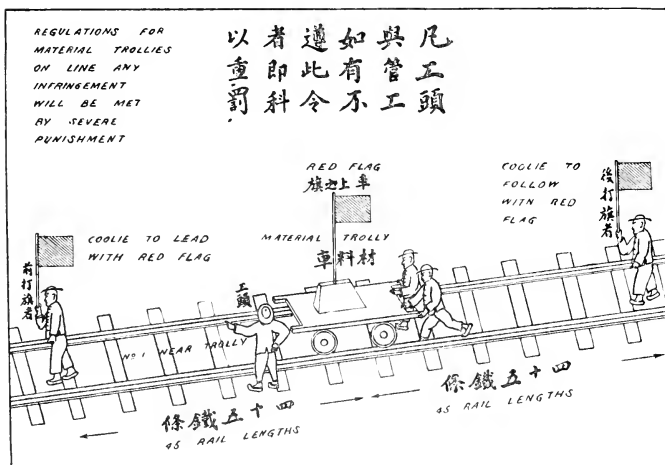 REGULATIONS FOR
MATERIAL TROLLIES
ON LINE ANY
INFRINGEMENT
WILL BE MET
BY SEVERE
PUNISHMENT
凡工頭
與管工
如有不
遵此令
者即科
以重罰
RED FLAG
車上之旗
COOLIE TO
FOLLOW
WITH RED
FLAG
後打旗者
前打旗者
COOLIE TO LEAD
WITH RED FLAG
MATERIAL TROLLY
材料車
工頭
No 1 NEAR TROLLY
四十五鐵條
45 RAIL LENGTHS
四十五鐵條
45 RAIL LENGTHS